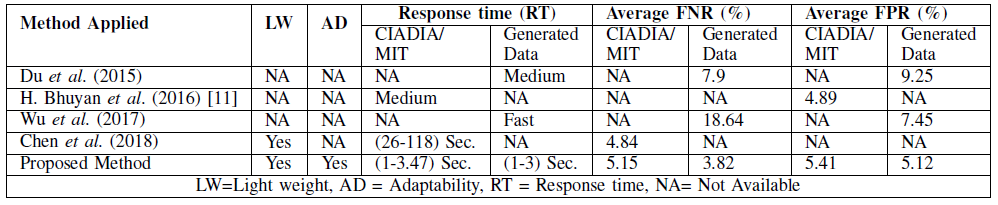 Method Applied LW AD Response time (RT) Average FNR (%) Average FPR (%)
CIADIA/ MIT Generated Data CIADIA/ MIT Generated Data CIADIA/ MIT Generated Data
Du et al. (2015) NA NA NA Medium NA 7.9 NA 9.25
H. Bhuyan et al. (2016) [11] NA NA Medium NA NA NA 4.89 NA
Wu et al. (2017) NA NA NA Fast NA 18.64 NA 7.45
Chen et al. (2018) Yes NA (26-118) Sec. NA 4.84 NA NA NA
Proposed Method Yes Yes (1-3.47) Sec. (1-3) Sec. 5.15 3.82 5.41 5.12
LW=Light weight, AD = Adaptability, RT = Response time, NA= Not Available